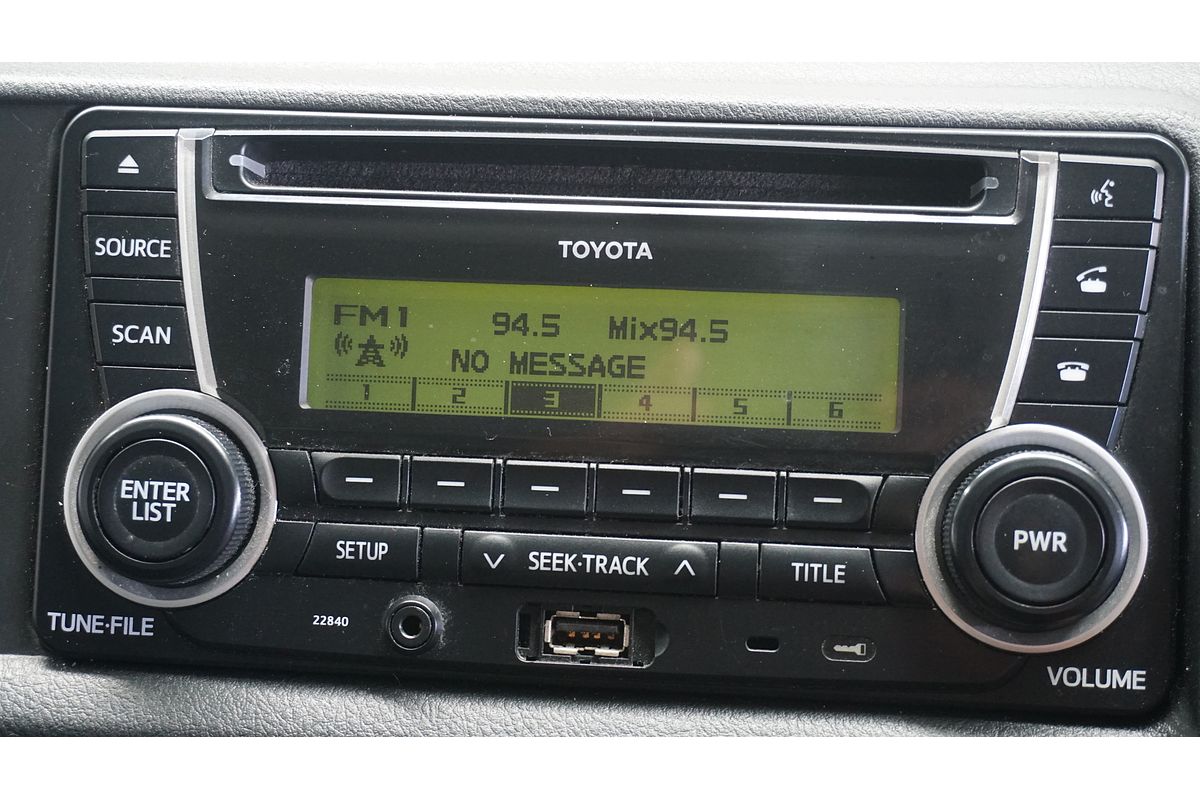 TOYOTA
SOURCE
SCAN
FM1 94.5 Mix94.5
NO MESSAGE
1 2 3 4 5 6
ENTER
LIST
PWR
SETUP
SEEK·TRACK
TITLE
TUNE·FILE
22840
VOLUME